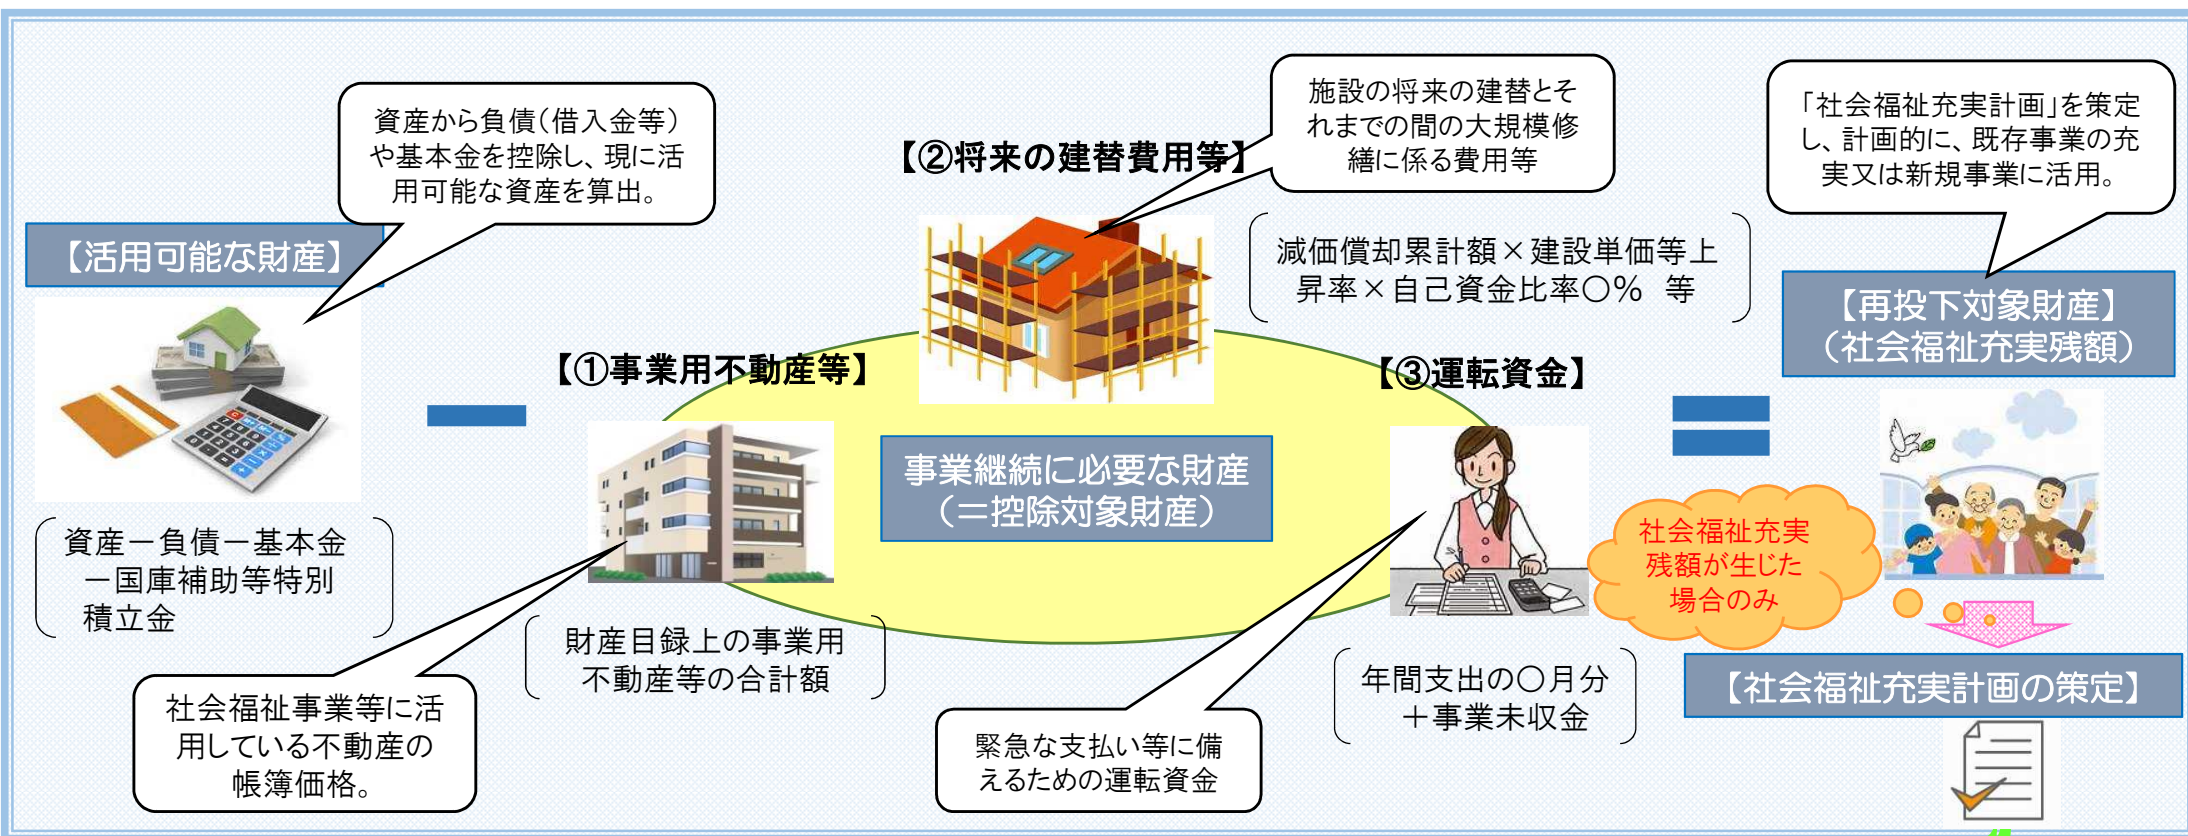 資産から負債（借入金等）
や基本金を控除し、現に活
用可能な資産を算出。
【活用可能な財産】
資産－負債－基本金
－国庫補助等特別
積立金
【①事業用不動産等】
社会福祉事業等に活
用している不動産の
帳簿価格。
財産目録上の事業用
不動産等の合計額
【②将来の建替費用等】
施設の将来の建替とそ
れまでの間の大規模修
繕に係る費用等
減価償却累計額×建設単価等上
昇率×自己資金比率○％ 等
事業継続に必要な財産
（＝控除対象財産）
【③運転資金】
緊急な支払い等に備
えるための運転資金
年間支出の○月分
＋事業未収金
「社会福祉充実計画」を策定
し、計画的に、既存事業の充
実又は新規事業に活用。
【再投下対象財産】
（社会福祉充実残額）
社会福祉充実
残額が生じた
場合のみ
【社会福祉充実計画の策定】